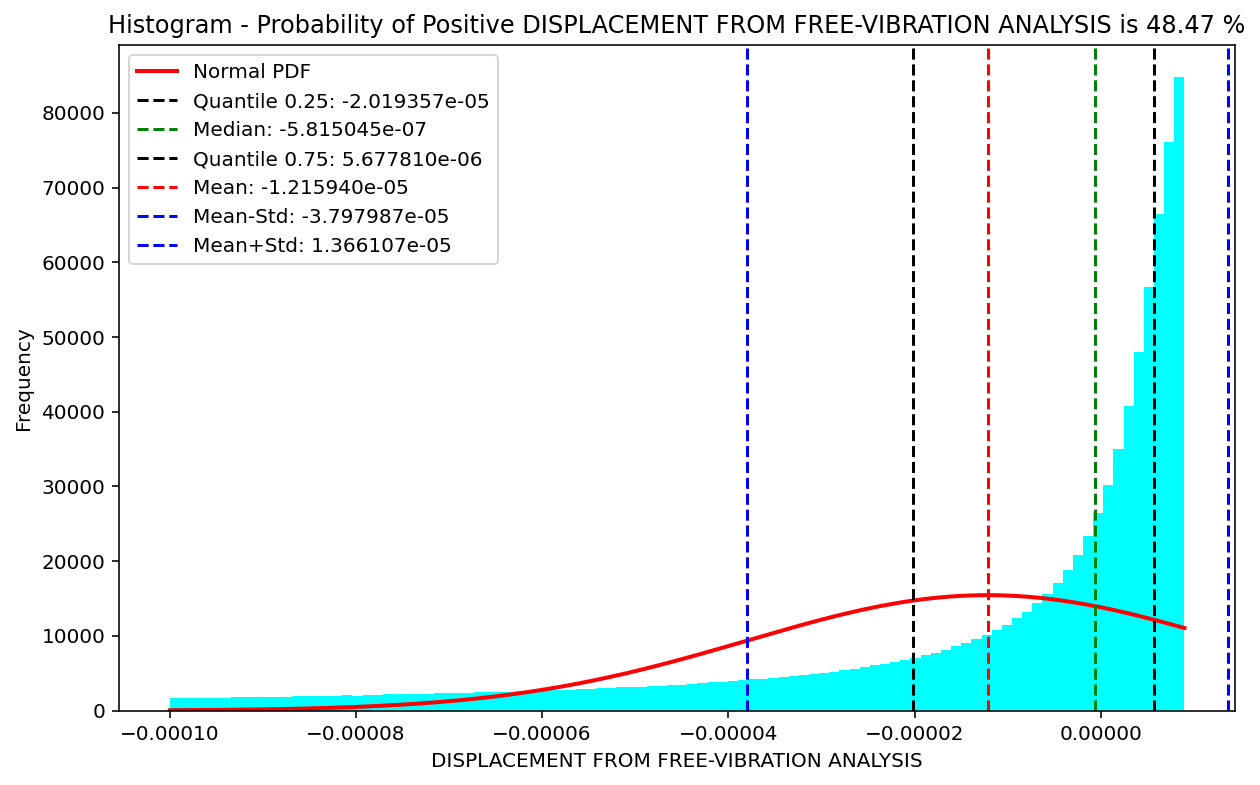 Histogram - Probability of Positive DISPLACEMENT FROM FREE-VIBRATION ANALYSIS is 48.47 %
Normal PDF
Quantile 0.25: -2.019357e-05
Median: -5.815045e-07
Quantile 0.75: 5.677810e-06
Mean: -1.215940e-05
Mean-Std: -3.797987e-05
Mean+Std: 1.366107e-05
Frequency
80000
70000
60000
50000
40000
30000
20000
10000
0
−0.00010 −0.00008 −0.00006 −0.00004 −0.00002 0.00000
DISPLACEMENT FROM FREE-VIBRATION ANALYSIS